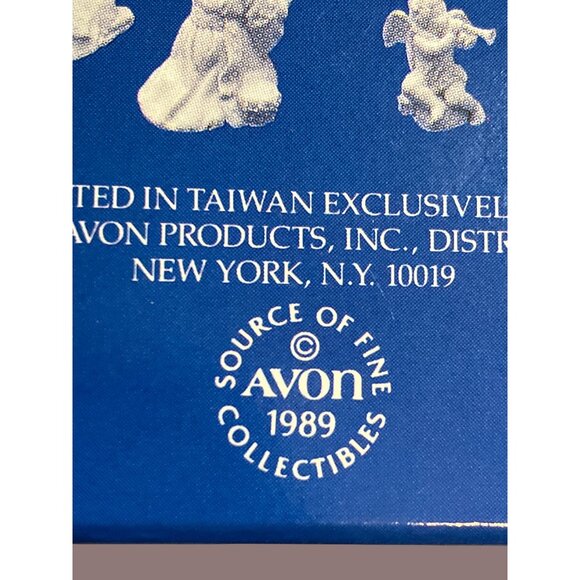 TED IN TAIWAN EXCLUSIVEL
AVON PRODUCTS, INC., DISTR
NEW YORK, N.Y. 10019
SOURCE OF FINE
©
AVON
1989
COLLECTIBLES